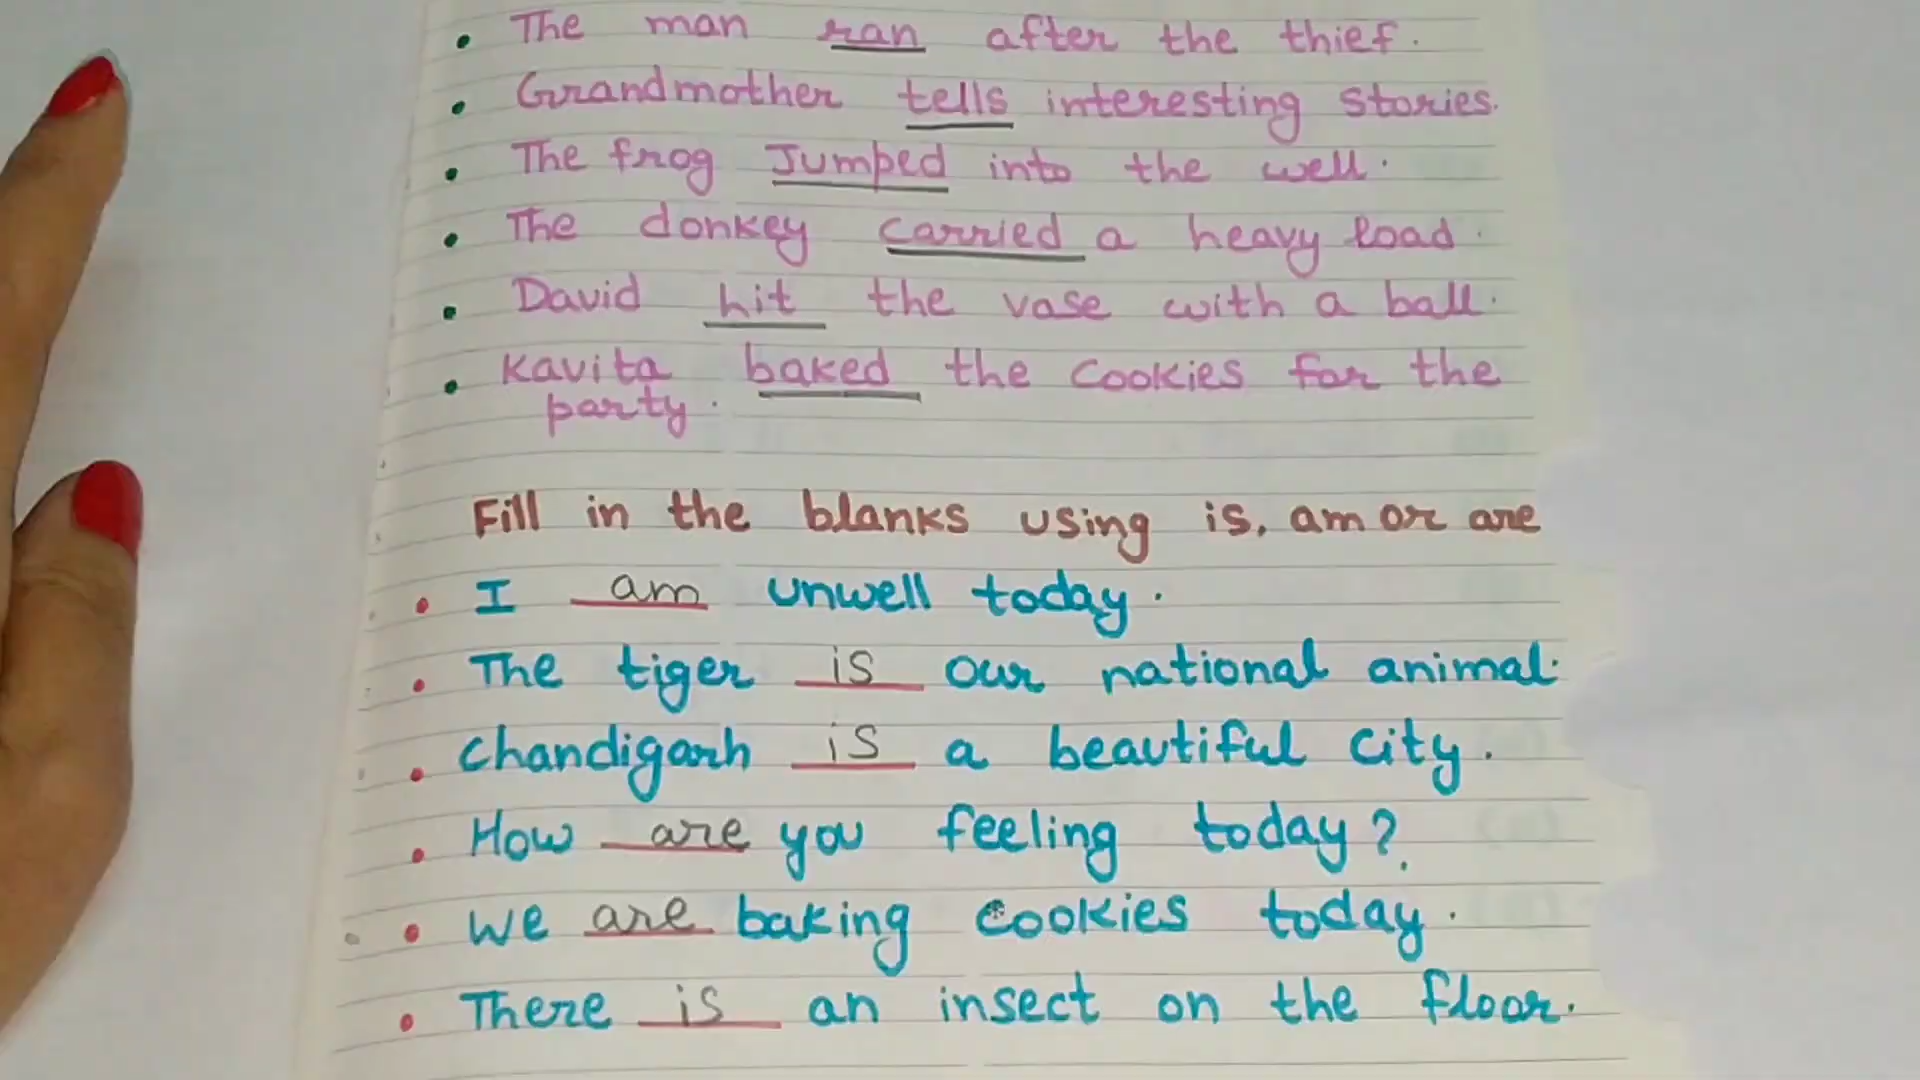 • The man ran after the thief.
• Grandmother tells interesting stories.
• The frog Jumped into the well.
• The donkey carried a heavy load.
• David hit the vase with a ball.
• Kavita baked the cookies for the
party.
Fill in the blanks using is, am or are
• I am unwell today.
• The tiger is our national animal.
• Chandigarh is a beautiful city.
• How are you feeling today?
• We are baking cookies today.
• There is an insect on the floor.